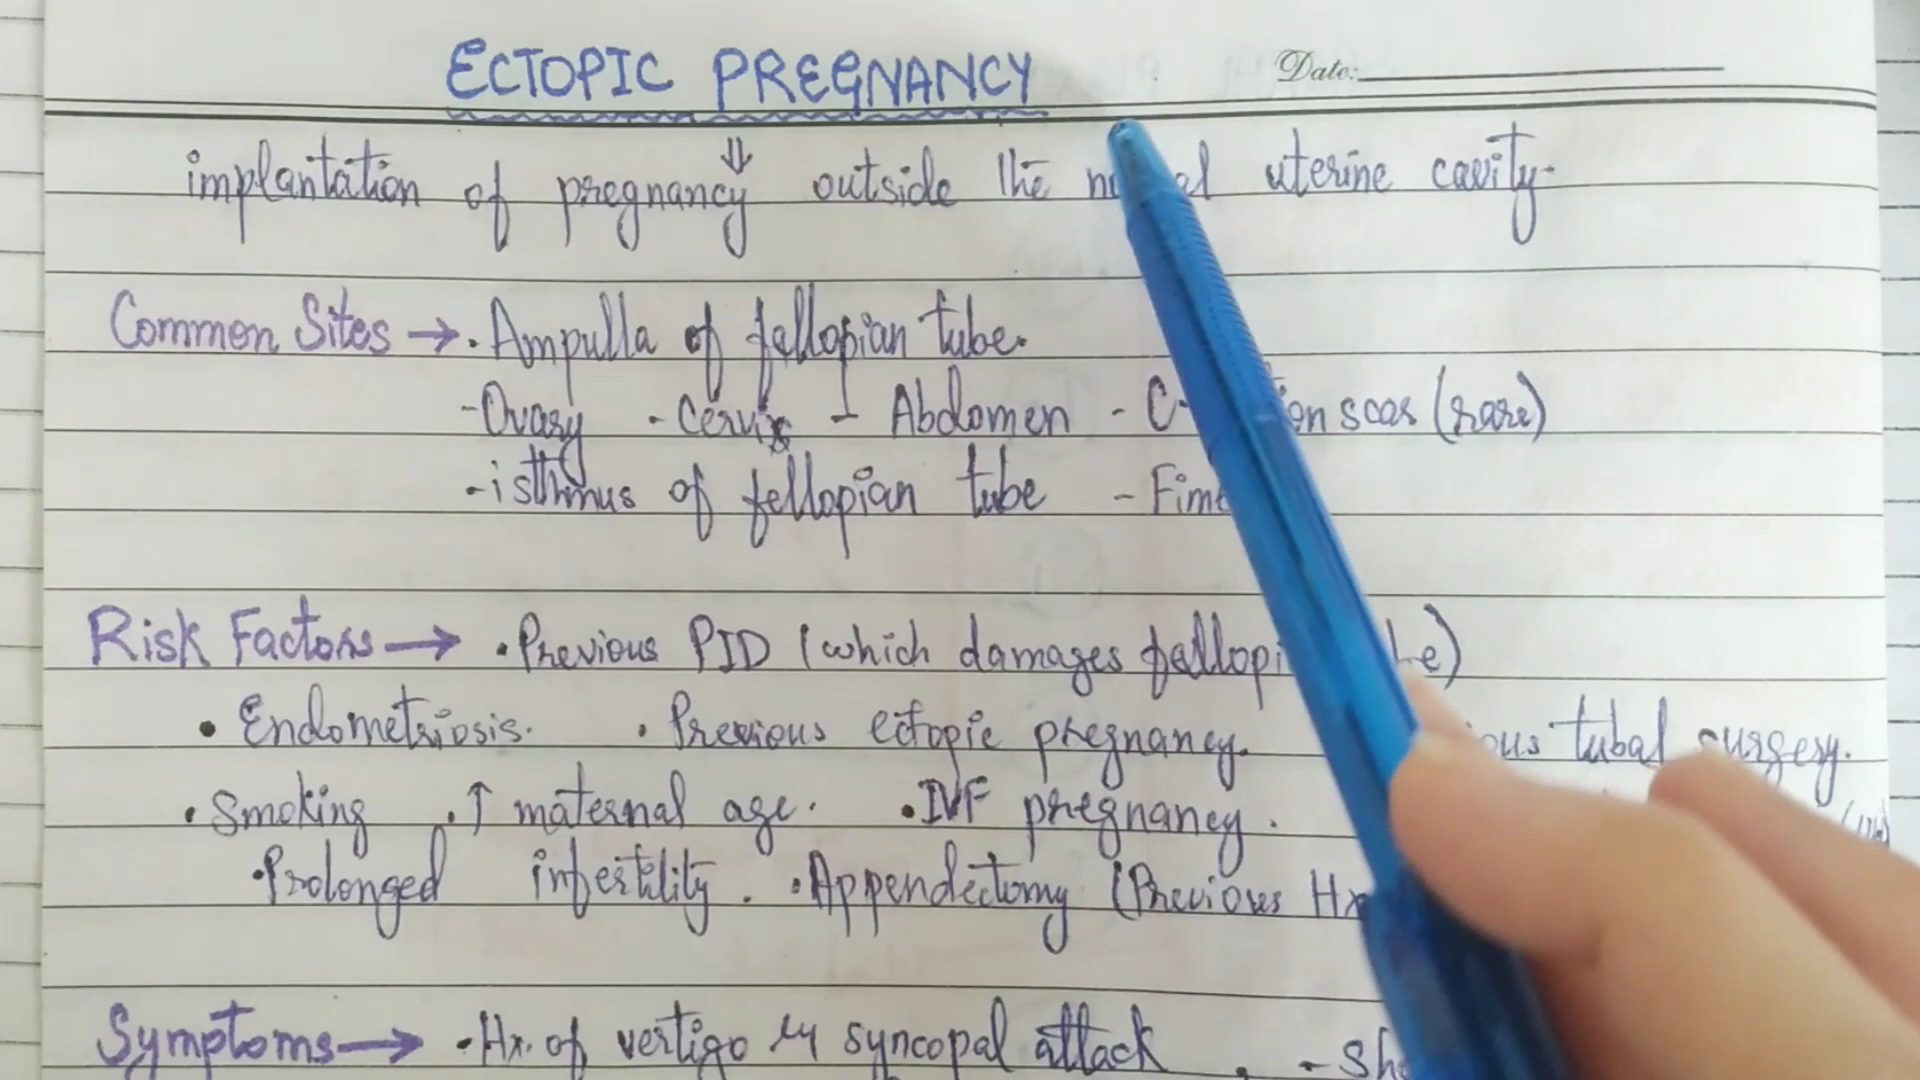 ECTOPIC PREGNANCY
Date:
implantation of pregnancy outside the uterine cavity.
Common Sites → • Ampulla of fallopian tube.
- Ovary - Cervix - Abdomen - scar (rare)
- isthmus of fellopian tube -
Risk Factors → • Previous PID (which damages
• Endometriosis. • Previous ectopic pregnancy. tubal surgery.
• Smoking • ↑ maternal age. • IVF pregnancy.
• Prolonged infertility. • Appendectomy (Previous Hx
Symptoms → • Hx. of vertigo syncopal attack